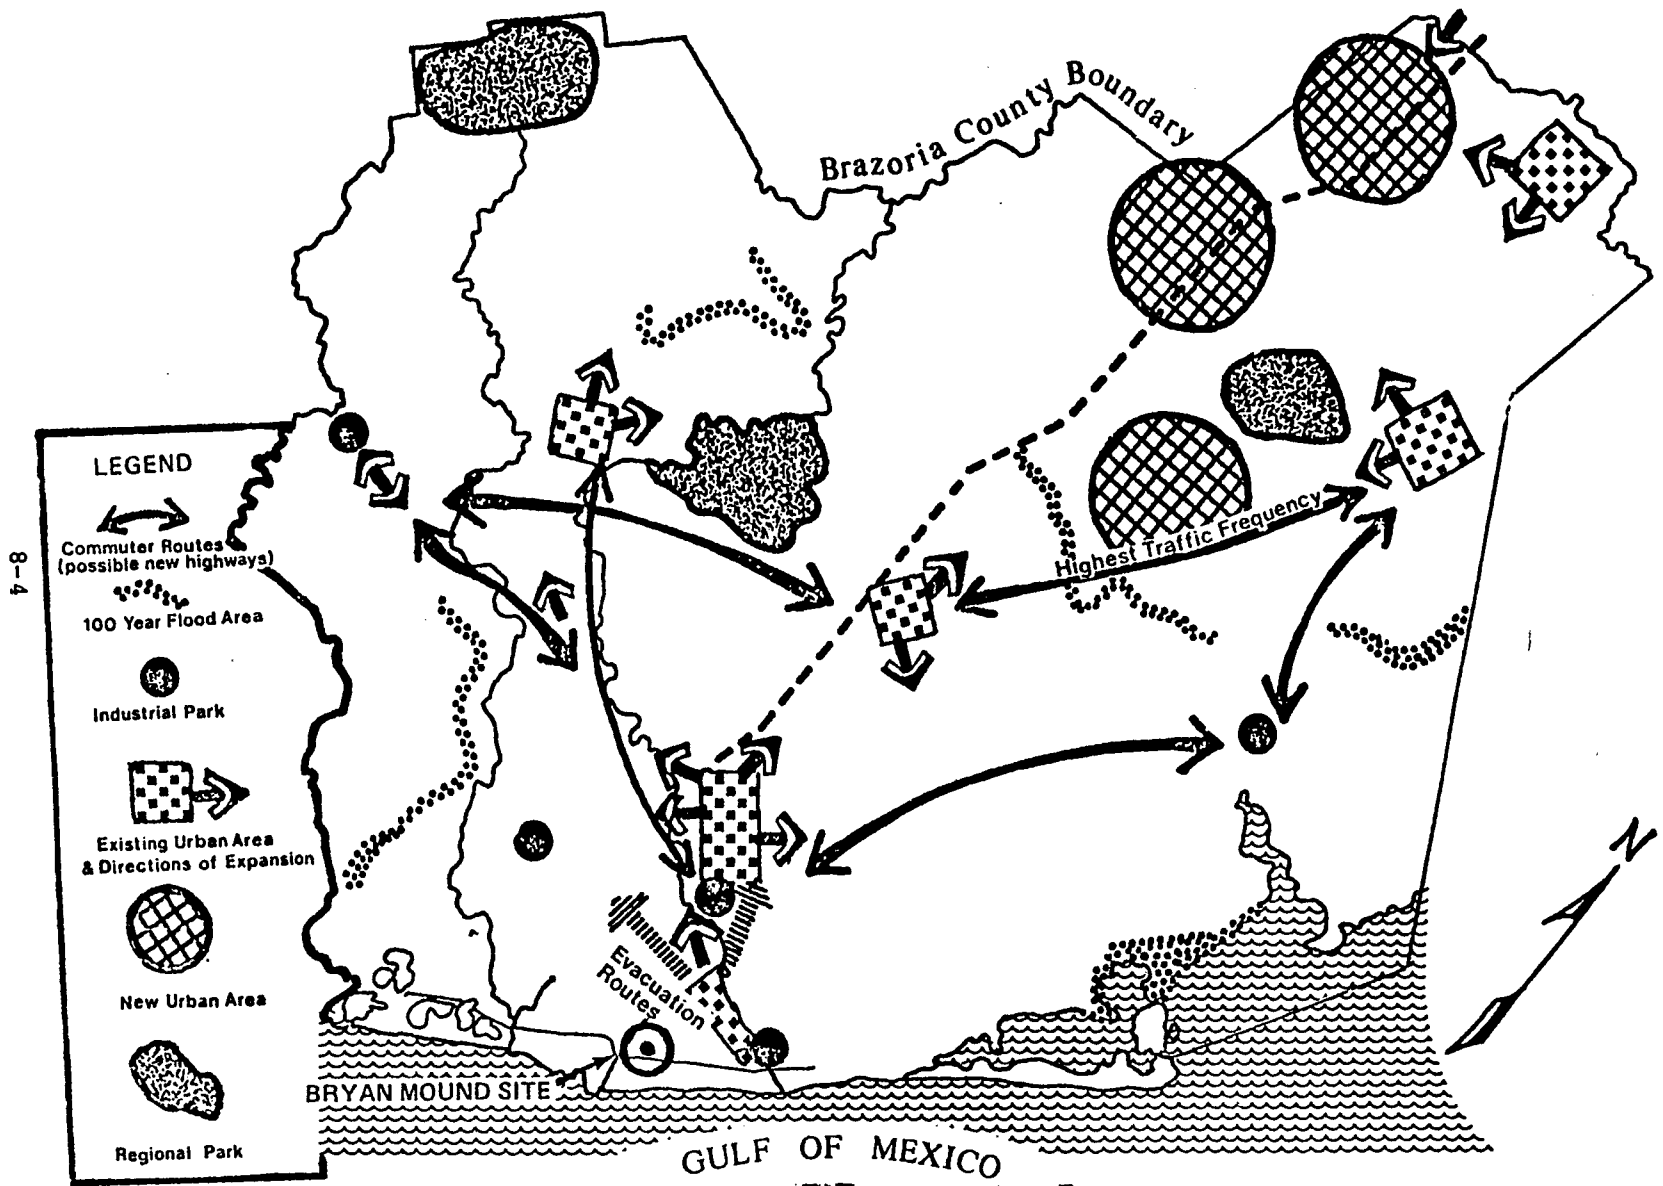 Brazoria County Boundary
LEGEND
Commuter Routes
(possible new highways)
100 Year Flood Area
Industrial Park
Existing Urban Area
& Directions of Expansion
New Urban Area
Regional Park
8-4
Highest Traffic Frequency
Evacuation
Routes
BRYAN MOUND SITE
N
GULF OF MEXICO